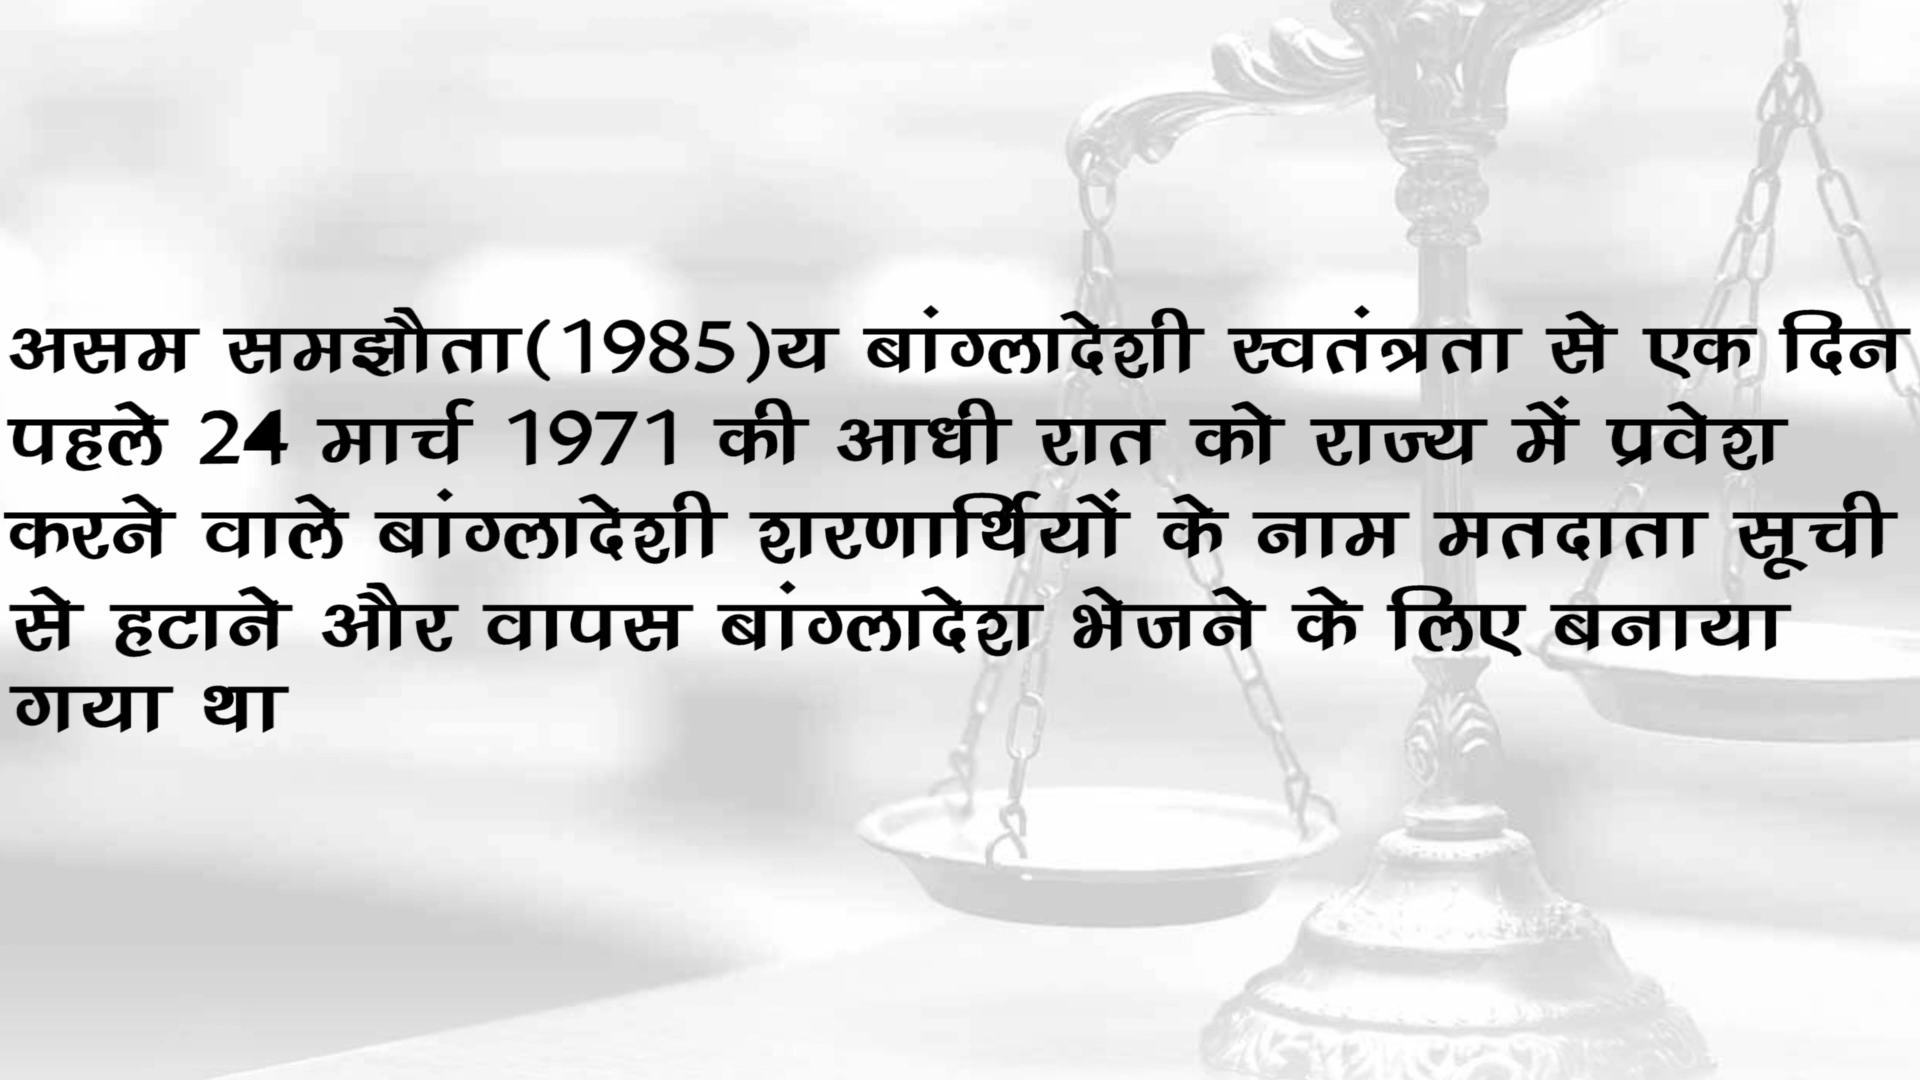 असम समझौता(1985)य बांग्लादेशी स्वतंत्रता से एक दिन
पहले 24 मार्च 1971 की आधी रात को राज्य में प्रवेश
करने वाले बांग्लादेशी शरणार्थियों के नाम मतदाता सूची
से हटाने और वापस बांग्लादेश भेजने के लिए बनाया
गया था